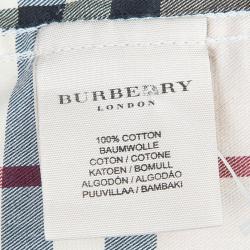 BURBERRY
LONDON
100% COTTON
BAUMWOLLE
COTON / COTONE
KATOEN / BOMULL
ALGODÓN / ALGODÃO
PUUVILLAA / BAMBAKI